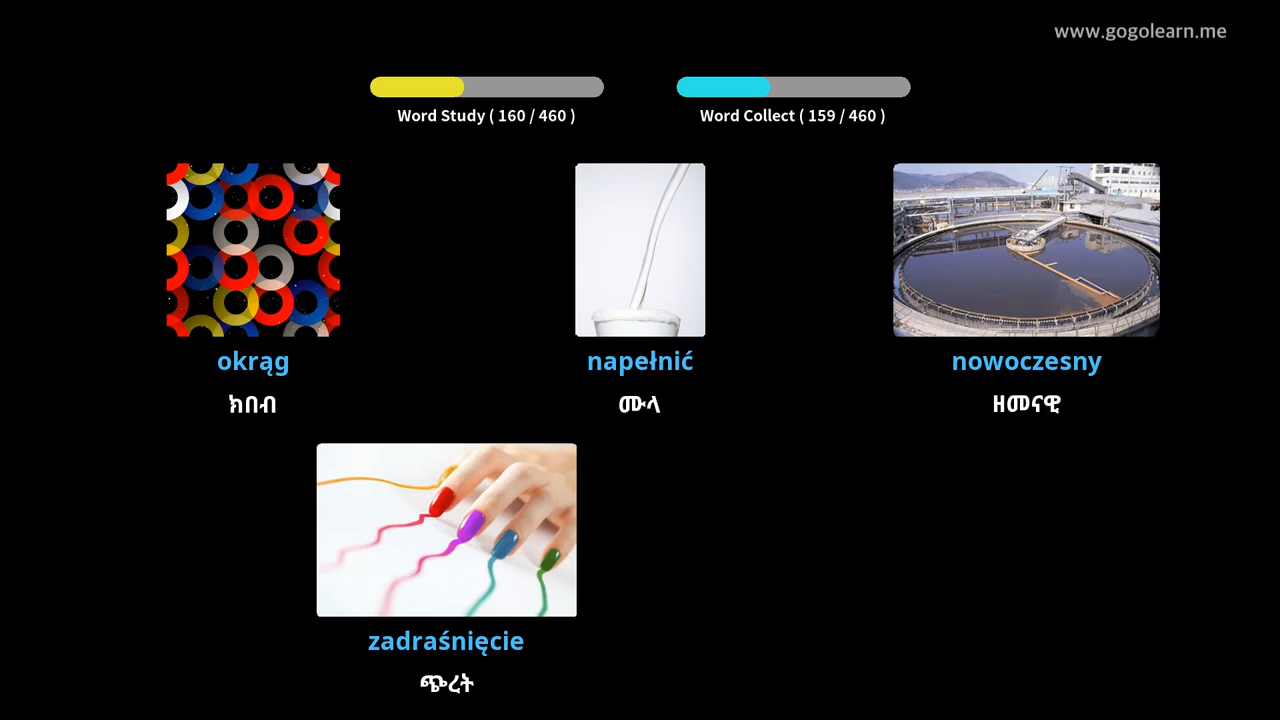 www.gogolearn.me
Word Study ( 160 / 460 )
Word Collect ( 159 / 460 )
okrąg
ክበብ
napełnić
ሙላ
nowoczesny
ዘመናዊ
zadraśnięcie
ጭረት